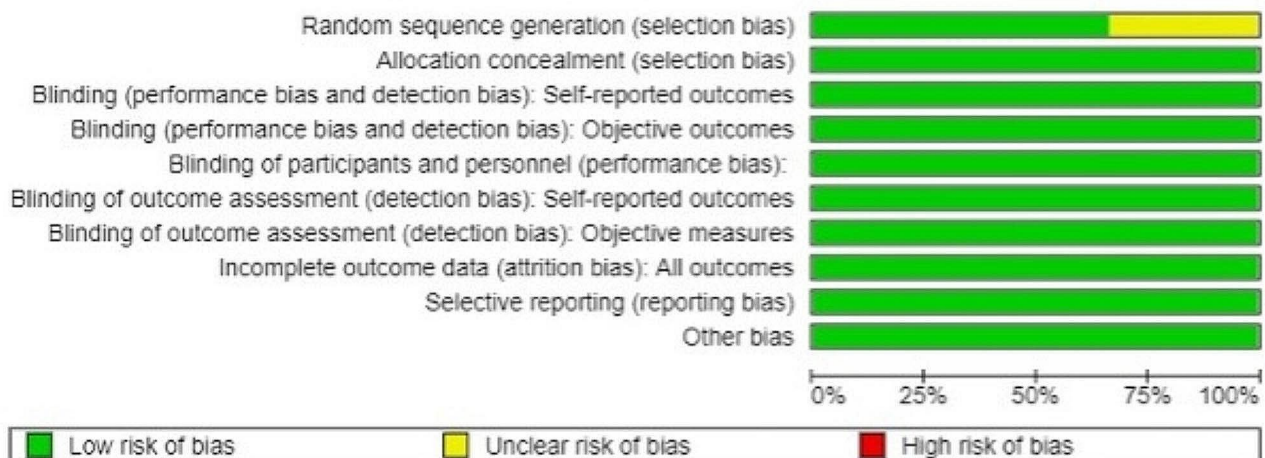 Random sequence generation (selection bias)
Allocation concealment (selection bias)
Blinding (performance bias and detection bias): Self-reported outcomes
Blinding (performance bias and detection bias): Objective outcomes
Blinding of participants and personnel (performance bias):
Blinding of outcome assessment (detection bias): Self-reported outcomes
Blinding of outcome assessment (detection bias): Objective measures
Incomplete outcome data (attrition bias): All outcomes
Selective reporting (reporting bias)
Other bias
0% 25% 50% 75% 100%
Low risk of bias Unclear risk of bias High risk of bias